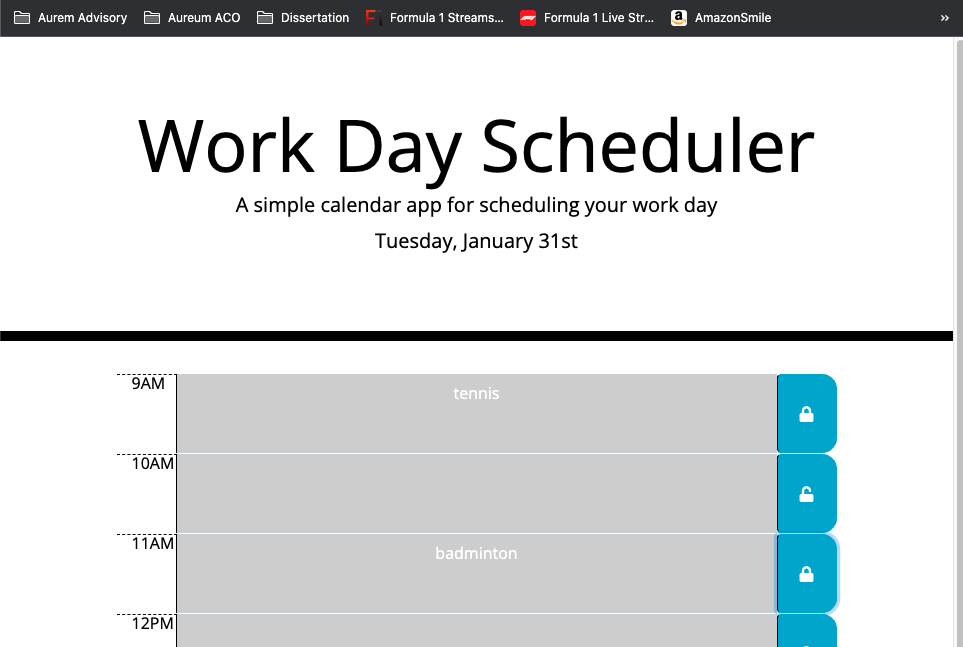 Aurem Advisory Aureum ACO Dissertation Formula 1 Streams... Formula 1 Live Str... AmazonSmile »
Work Day Scheduler
A simple calendar app for scheduling your work day
Tuesday, January 31st
9AM tennis
10AM
11AM badminton
12PM